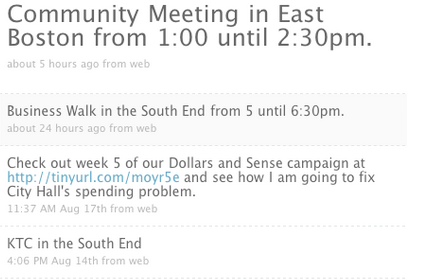 Community Meeting in East
Boston from 1:00 until 2:30pm.
about 5 hours ago from web
Business Walk in the South End from 5 until 6:30pm.
about 24 hours ago from web
Check out week 5 of our Dollars and Sense campaign at
http://tinyurl.com/moyr5e and see how I am going to fix
City Hall's spending problem.
11:37 AM Aug 17th from web
KTC in the South End
4:06 PM Aug 14th from web